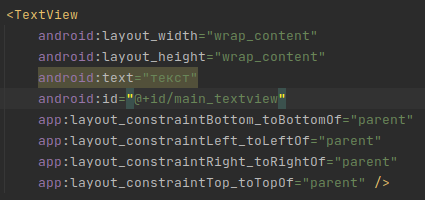 <TextView
android:layout_width="wrap_content"
android:layout_height="wrap_content"
android:text="текст"
android:id="@+id/main_textview"
app:layout_constraintBottom_toBottomOf="parent"
app:layout_constraintLeft_toLeftOf="parent"
app:layout_constraintRight_toRightOf="parent"
app:layout_constraintTop_toTopOf="parent" />